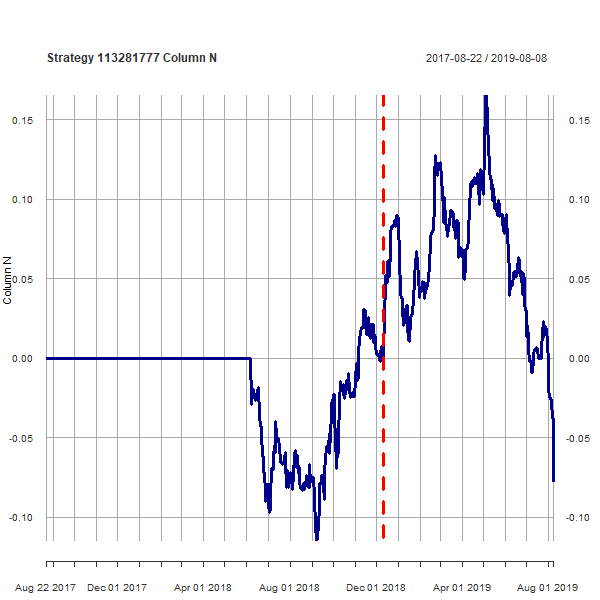 Strategy 113281777 Column N
2017-08-22 / 2019-08-08
0.15
0.15
0.10
0.10
0.05
0.05
0.00
0.00
-0.05
-0.05
-0.10
-0.10
Column N
Aug 22 2017
Dec 01 2017
Apr 01 2018
Aug 01 2018
Dec 01 2018
Apr 01 2019
Aug 01 2019